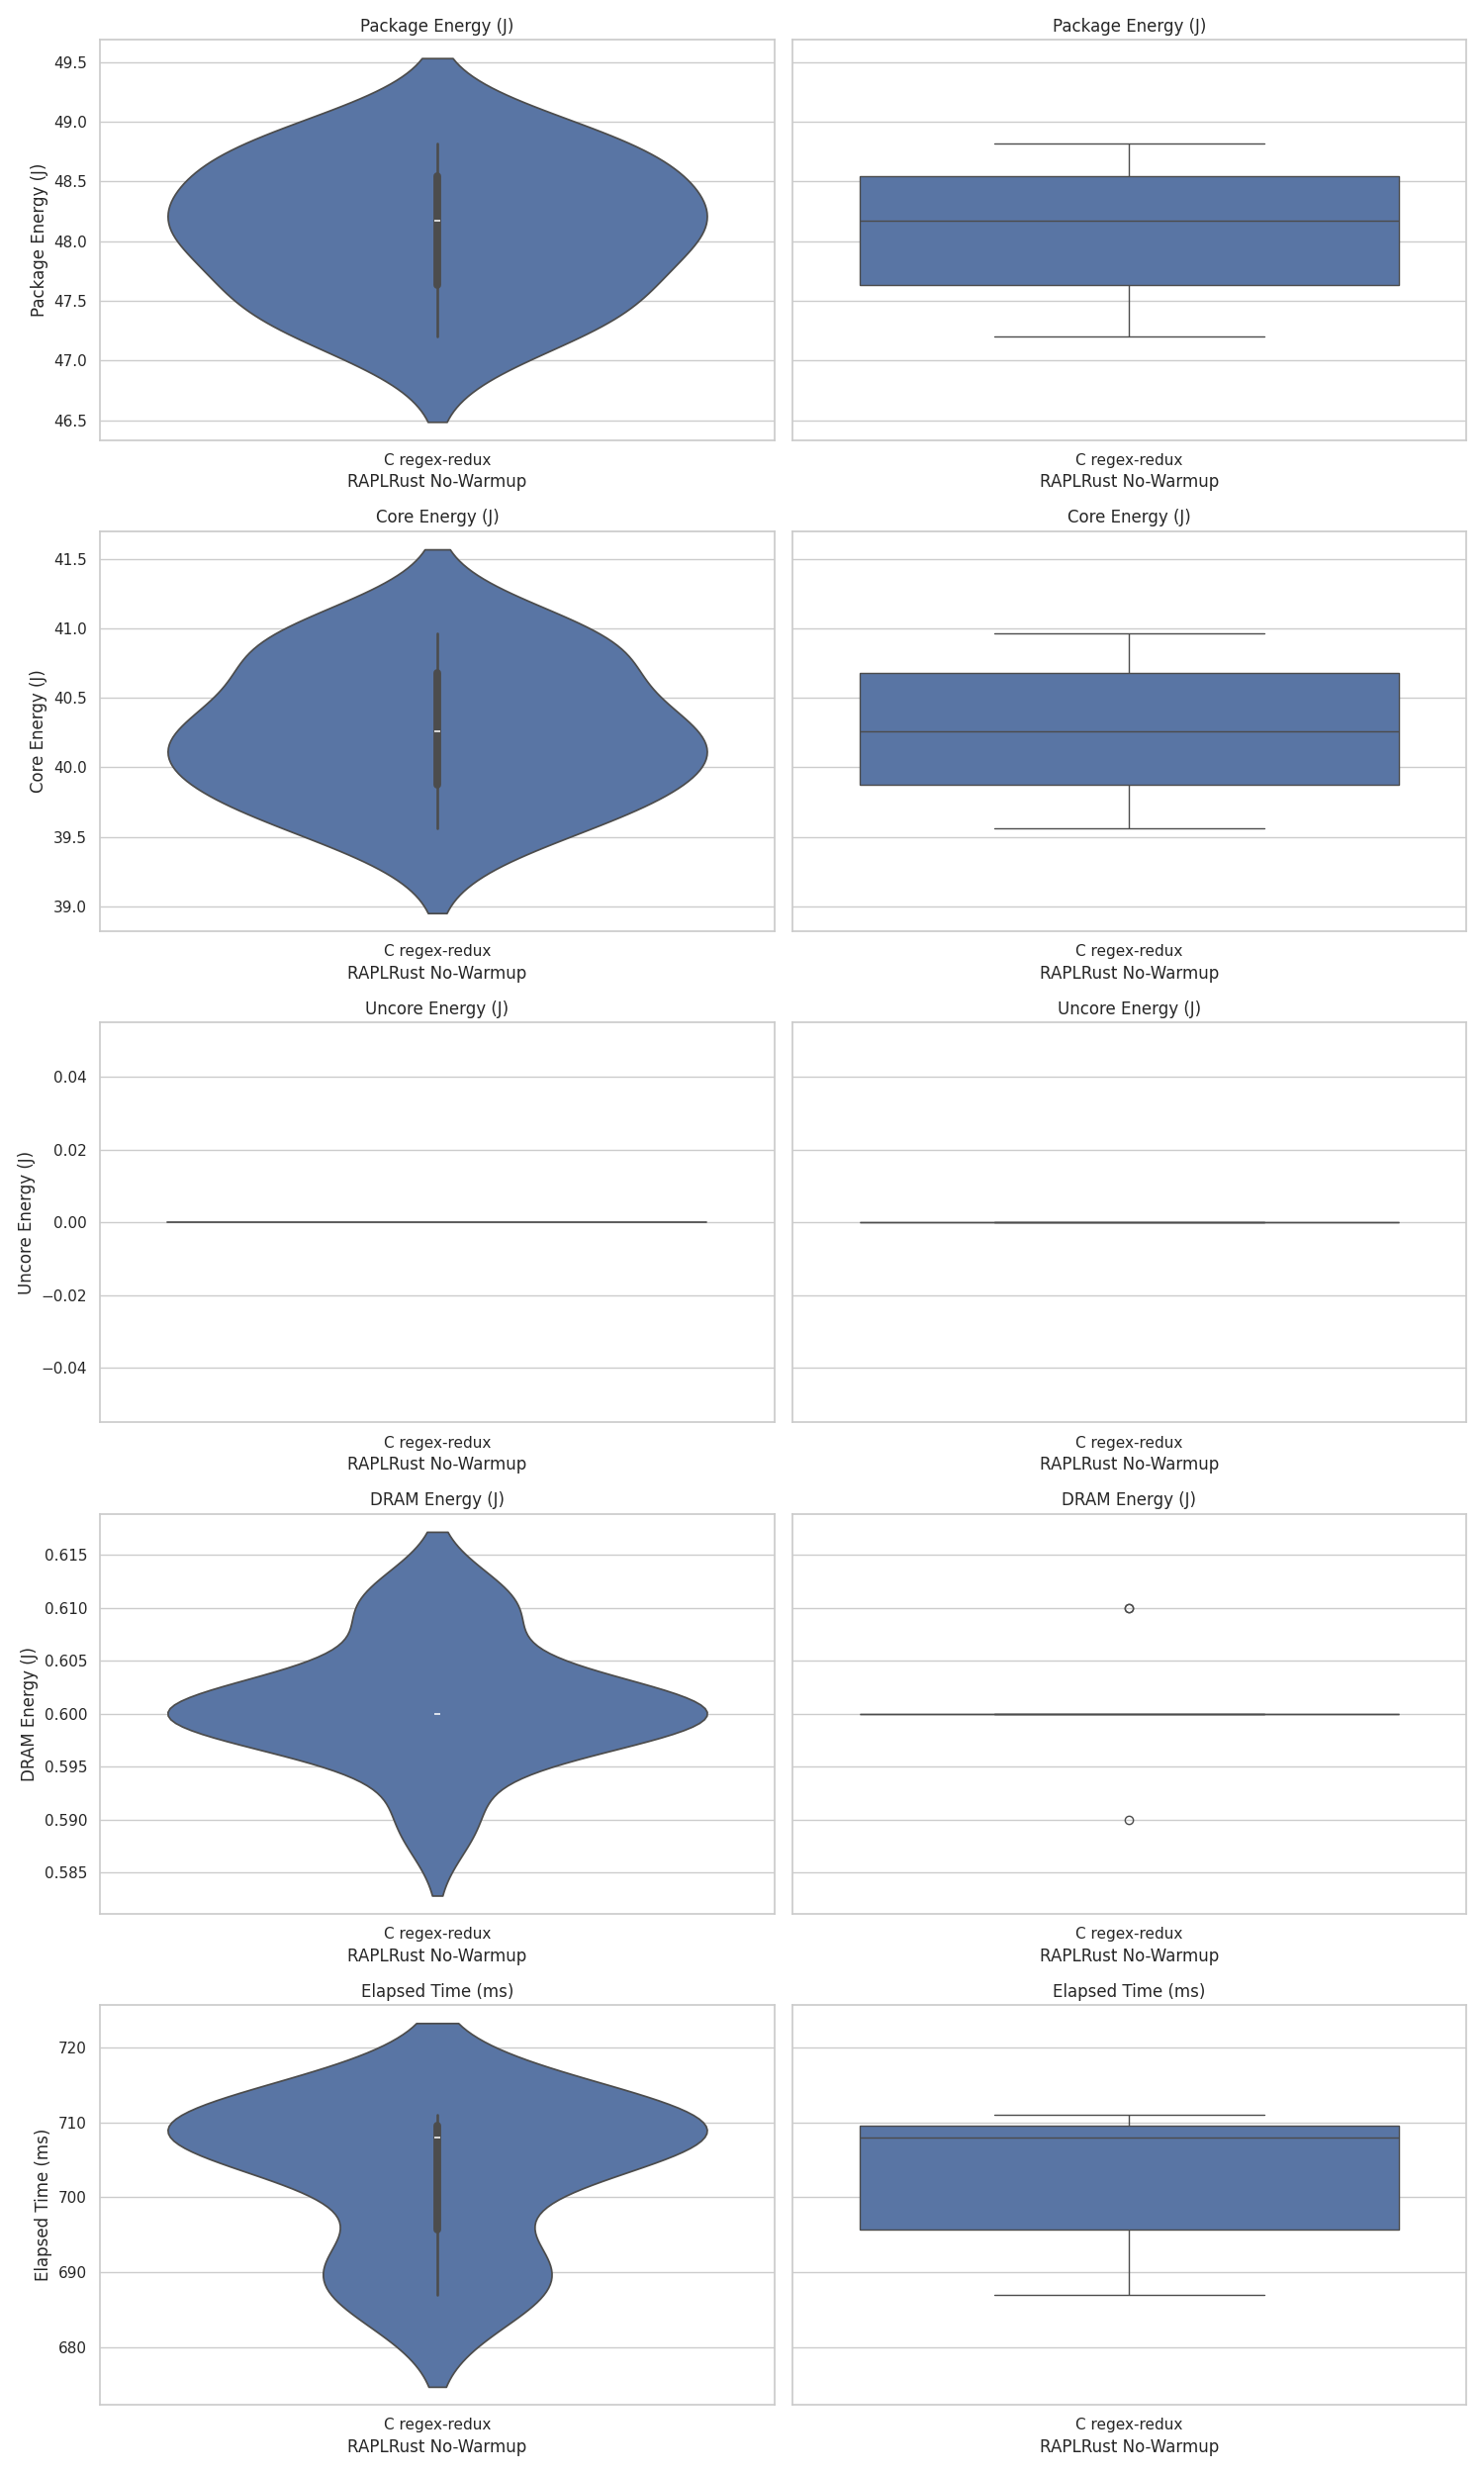 Package Energy (J)
Package Energy (J)
Package Energy (J)
49.5
49.0
48.5
48.0
47.5
47.0
46.5
C regex-redux
RAPLRust No-Warmup
C regex-redux
RAPLRust No-Warmup
Core Energy (J)
Core Energy (J)
Core Energy (J)
41.5
41.0
40.5
40.0
39.5
39.0
C regex-redux
RAPLRust No-Warmup
C regex-redux
RAPLRust No-Warmup
Uncore Energy (J)
Uncore Energy (J)
Uncore Energy (J)
0.04
0.02
0.00
−0.02
−0.04
C regex-redux
RAPLRust No-Warmup
C regex-redux
RAPLRust No-Warmup
DRAM Energy (J)
DRAM Energy (J)
DRAM Energy (J)
0.615
0.610
0.605
0.600
0.595
0.590
0.585
C regex-redux
RAPLRust No-Warmup
C regex-redux
RAPLRust No-Warmup
Elapsed Time (ms)
Elapsed Time (ms)
Elapsed Time (ms)
720
710
700
690
680
C regex-redux
RAPLRust No-Warmup
C regex-redux
RAPLRust No-Warmup